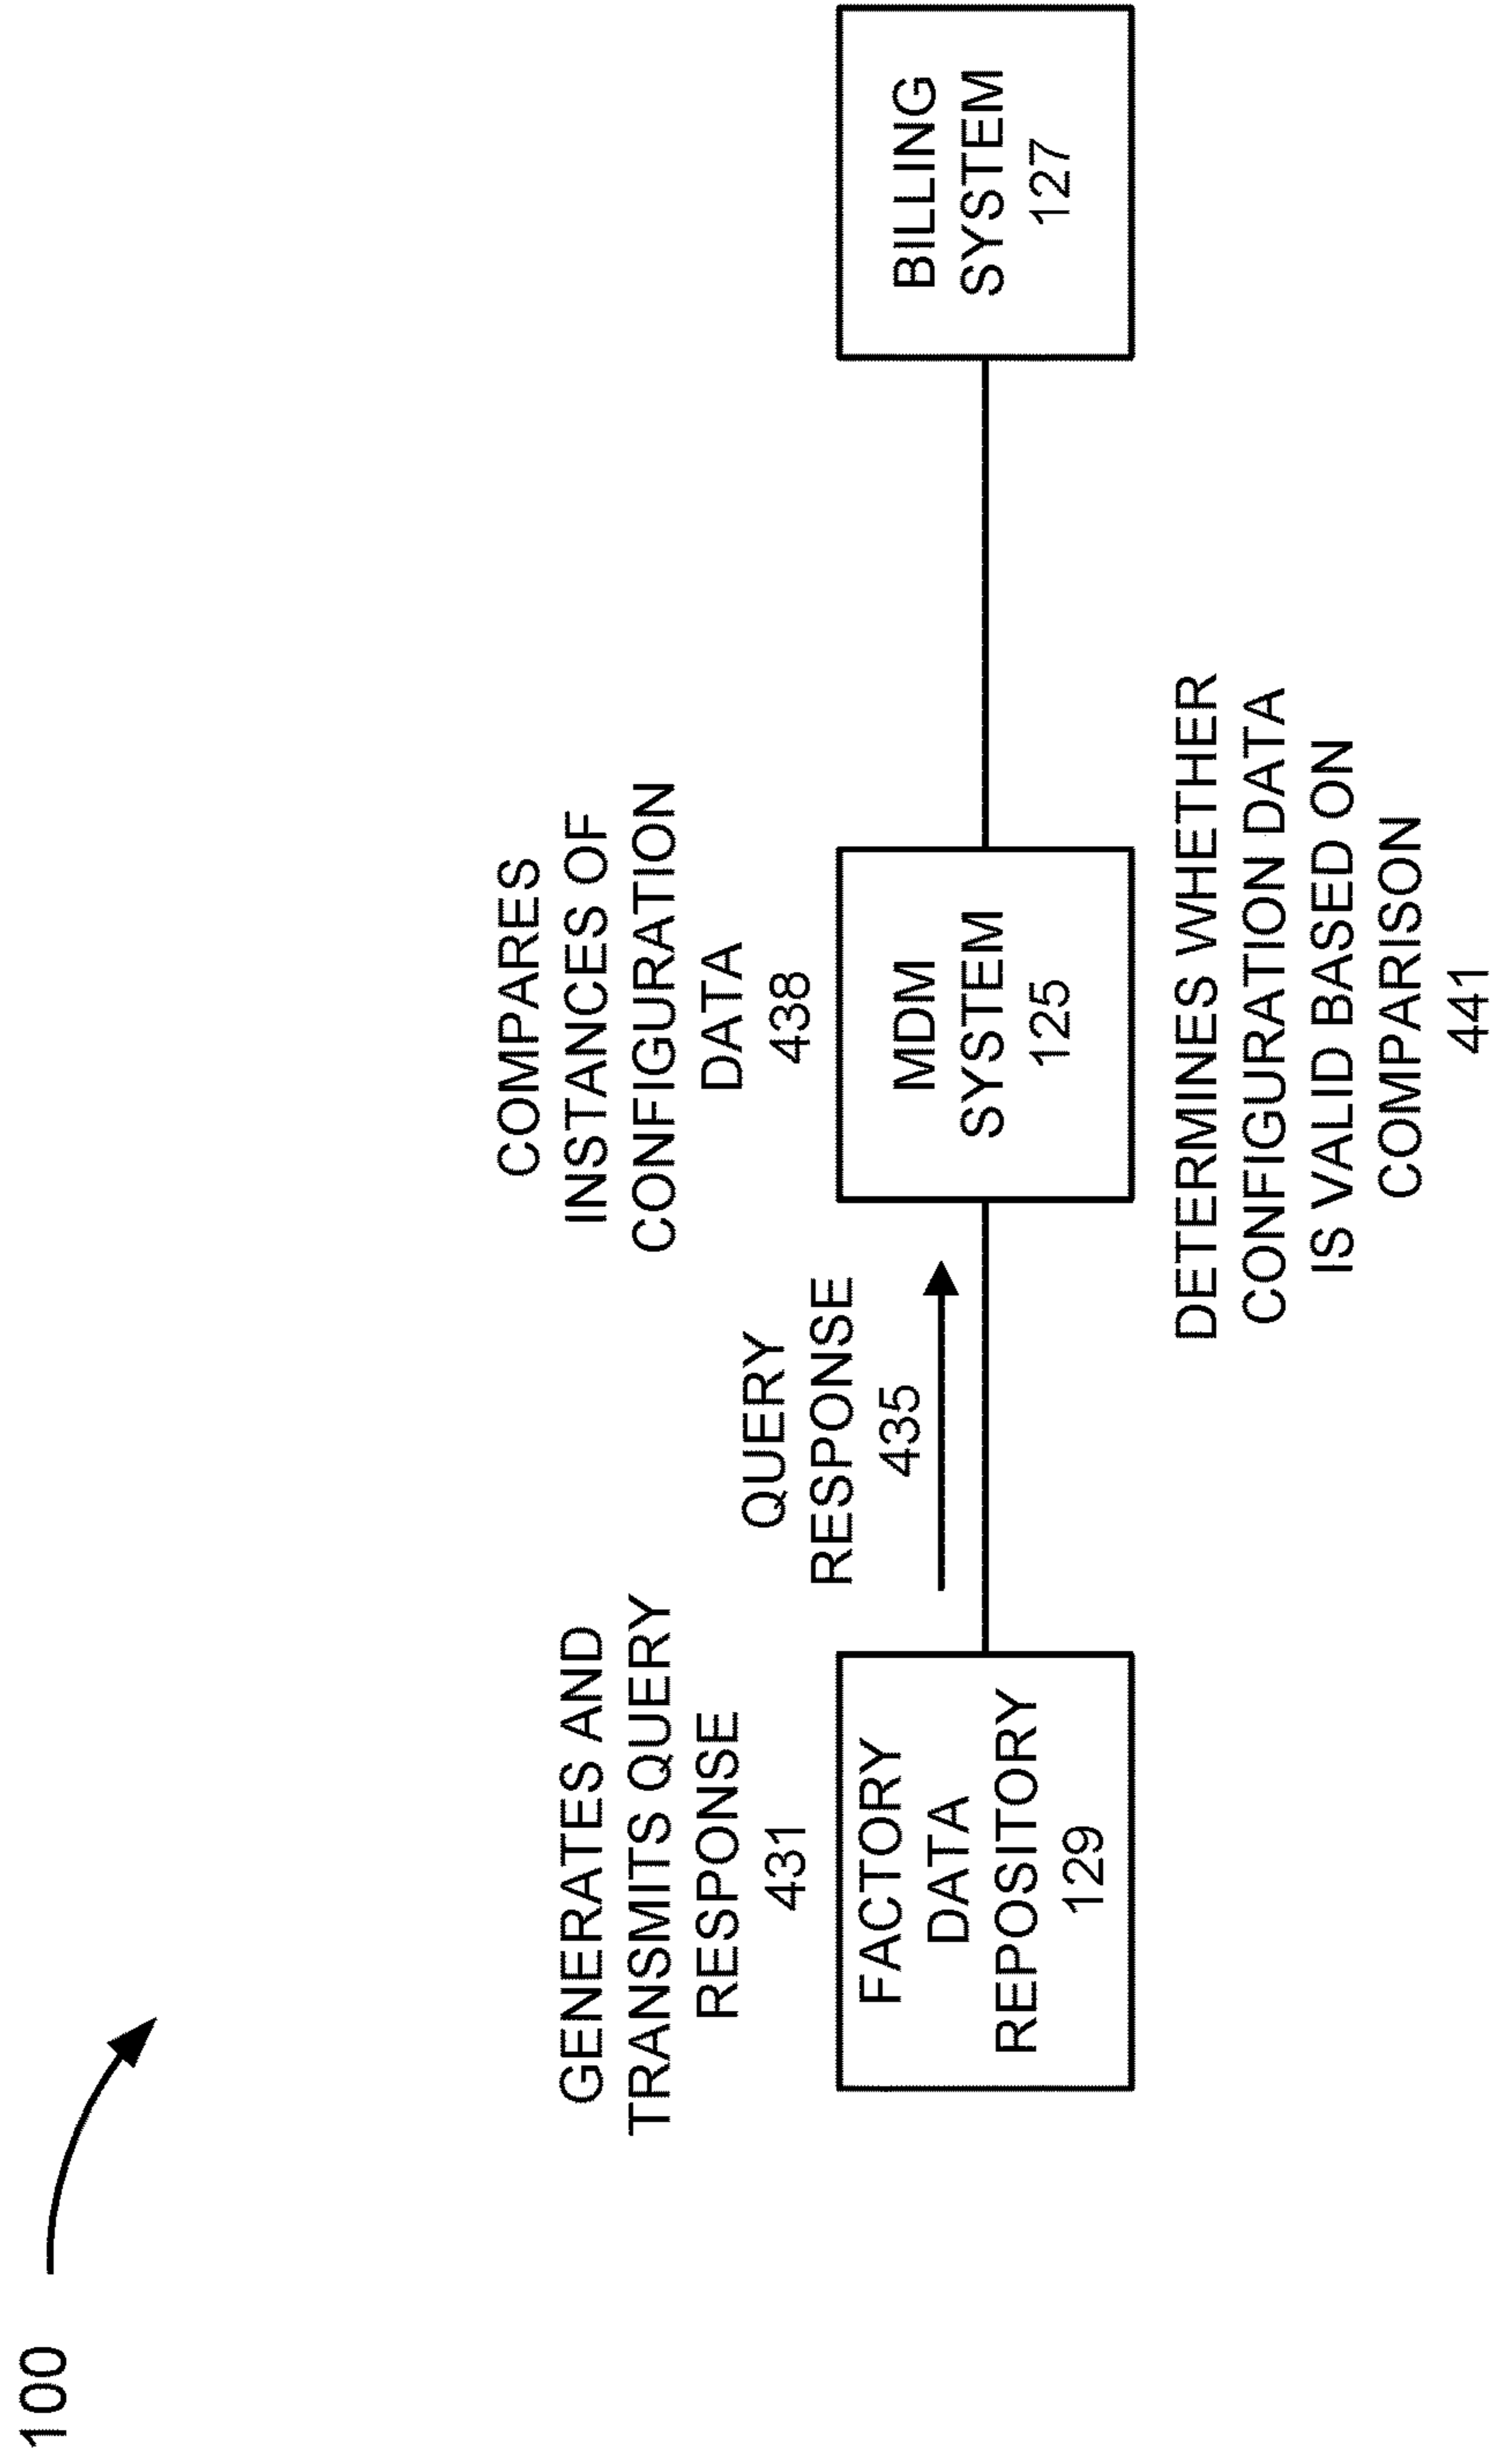 100
GENERATES AND
TRANSMITS QUERY
RESPONSE
431
FACTORY
DATA
REPOSITORY
129
QUERY
RESPONSE
435
COMPARES
INSTANCES OF
CONFIGURATION
DATA
438
MDM
SYSTEM
125
DETERMINES WHETHER
CONFIGURATION DATA
IS VALID BASED ON
COMPARISON
441
BILLING
SYSTEM
127